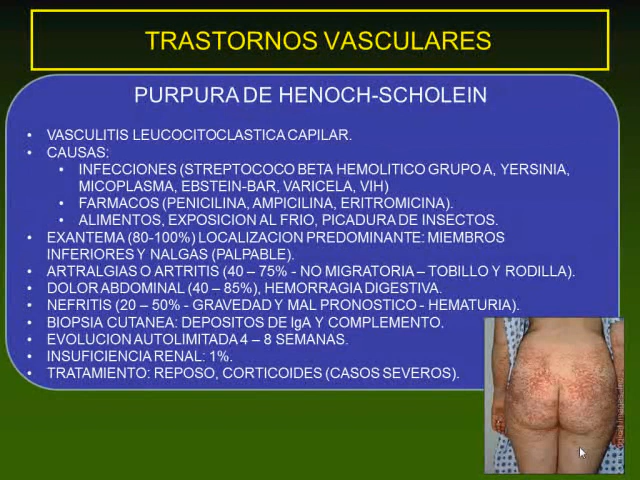 TRASTORNOS VASCULARES
PURPURA DE HENOCH-SCHOLEIN
• VASCULITIS LEUCOCITOCLASTICA CAPILAR.
• CAUSAS:
• INFECCIONES (STREPTOCOCO BETA HEMOLITICO GRUPO A, YERSINIA,
MICOPLASMA, EBSTEIN-BAR, VARICELA, VIH)
• FARMACOS (PENICILINA, AMPICILINA, ERITROMICINA).
• ALIMENTOS, EXPOSICION AL FRIO, PICADURA DE INSECTOS.
• EXANTEMA (80-100%) LOCALIZACION PREDOMINANTE: MIEMBROS
INFERIORES Y NALGAS (PALPABLE).
• ARTRALGIAS O ARTRITIS (40 – 75% - NO MIGRATORIA – TOBILLO Y RODILLA).
• DOLOR ABDOMINAL (40 – 85%), HEMORRAGIA DIGESTIVA.
• NEFRITIS (20 – 50% - GRAVEDAD Y MAL PRONOSTICO - HEMATURIA).
• BIOPSIA CUTANEA: DEPOSITOS DE IgA Y COMPLEMENTO.
• EVOLUCION AUTOLIMITADA 4 – 8 SEMANAS.
• INSUFICIENCIA RENAL: 1%.
• TRATAMIENTO: REPOSO, CORTICOIDES (CASOS SEVEROS).